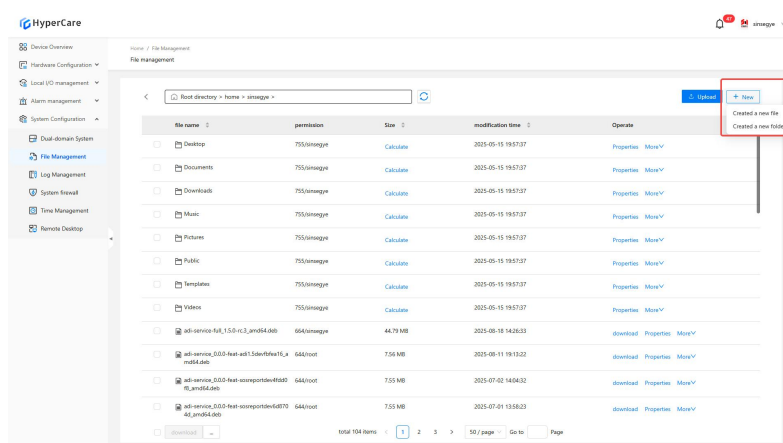 HyperCare
47
sinsegye
Device Overview
Hardware Configuration
Local I/O management
Alarm management
System Configuration
Dual-domain System
File Management
Log Management
System firewall
Time Management
Remote Desktop
Home / File Management
File management
Root directory > home > sinsegye >
Upload
+ New
Created a new file
Created a new folde
file name permission Size modification time Operate
Desktop 755/sinsegye Calculate 2025-05-15 19:57:37 Properties More
Documents 755/sinsegye Calculate 2025-05-15 19:57:37 Properties More
Downloads 755/sinsegye Calculate 2025-05-15 19:57:37 Properties More
Music 755/sinsegye Calculate 2025-05-15 19:57:37 Properties More
Pictures 755/sinsegye Calculate 2025-05-15 19:57:37 Properties More
Public 755/sinsegye Calculate 2025-05-15 19:57:37 Properties More
Templates 755/sinsegye Calculate 2025-05-15 19:57:37 Properties More
Videos 755/sinsegye Calculate 2025-05-15 19:57:37 Properties More
adi-service-full_1.5.0-rc.3_amd64.deb 664/sinsegye 44.79 MB 2025-08-18 14:26:33 download Properties More
adi-service_0.0.0-feat-adi1.5devfbfea16_a 644/root 7.56 MB 2025-08-11 19:13:22 download Properties More
md64.deb
adi-service_0.0.0-feat-sosreportdev4fdd0 644/root 7.55 MB 2025-07-02 14:04:32 download Properties More
f8_amd64.deb
adi-service_0.0.0-feat-sosreportdev6d870 644/root 7.55 MB 2025-07-01 13:58:23 download Properties More
4d_amd64.deb
download ... total 104 items < 1 2 3 > 50 / page Go to Page